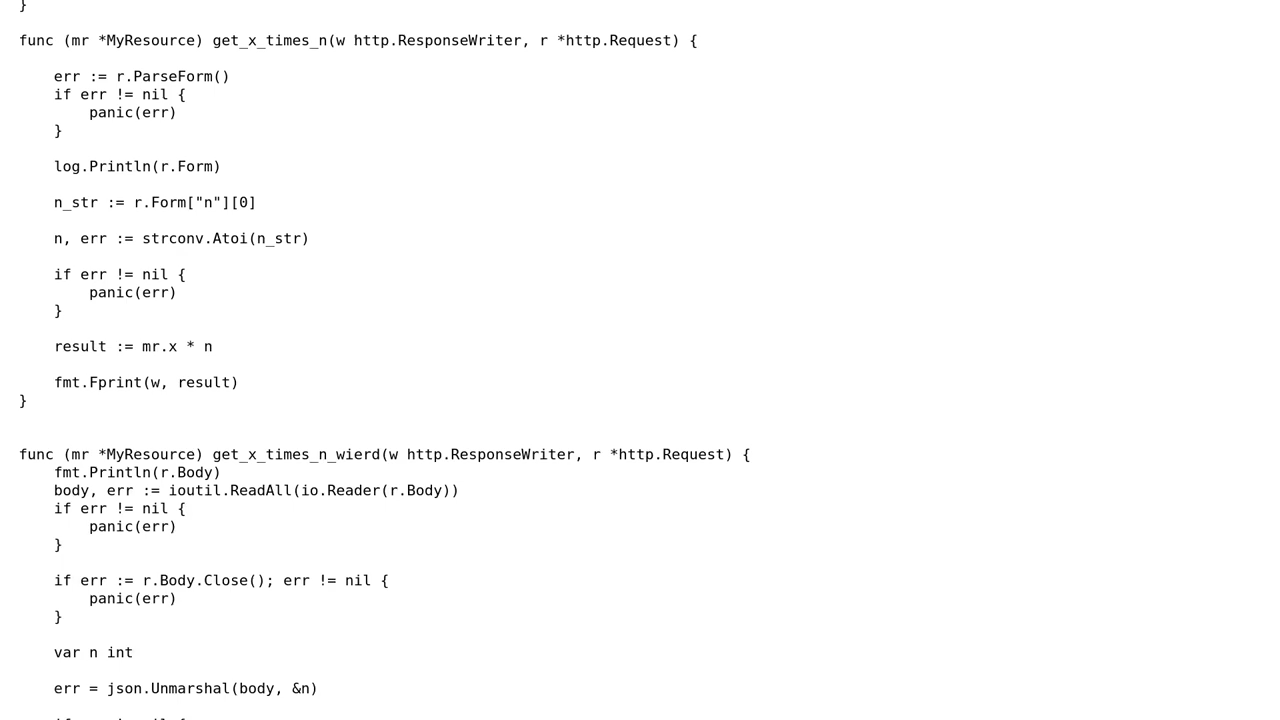 }

func (mr *MyResource) get_x_times_n(w http.ResponseWriter, r *http.Request) {

    err := r.ParseForm()
    if err != nil {
        panic(err)
    }

    log.Println(r.Form)

    n_str := r.Form["n"][0]

    n, err := strconv.Atoi(n_str)

    if err != nil {
        panic(err)
    }

    result := mr.x * n

    fmt.Fprint(w, result)
}


func (mr *MyResource) get_x_times_n_wierd(w http.ResponseWriter, r *http.Request) {
    fmt.Println(r.Body)
    body, err := ioutil.ReadAll(io.Reader(r.Body))
    if err != nil {
        panic(err)
    }

    if err := r.Body.Close(); err != nil {
        panic(err)
    }

    var n int

    err = json.Unmarshal(body, &n)